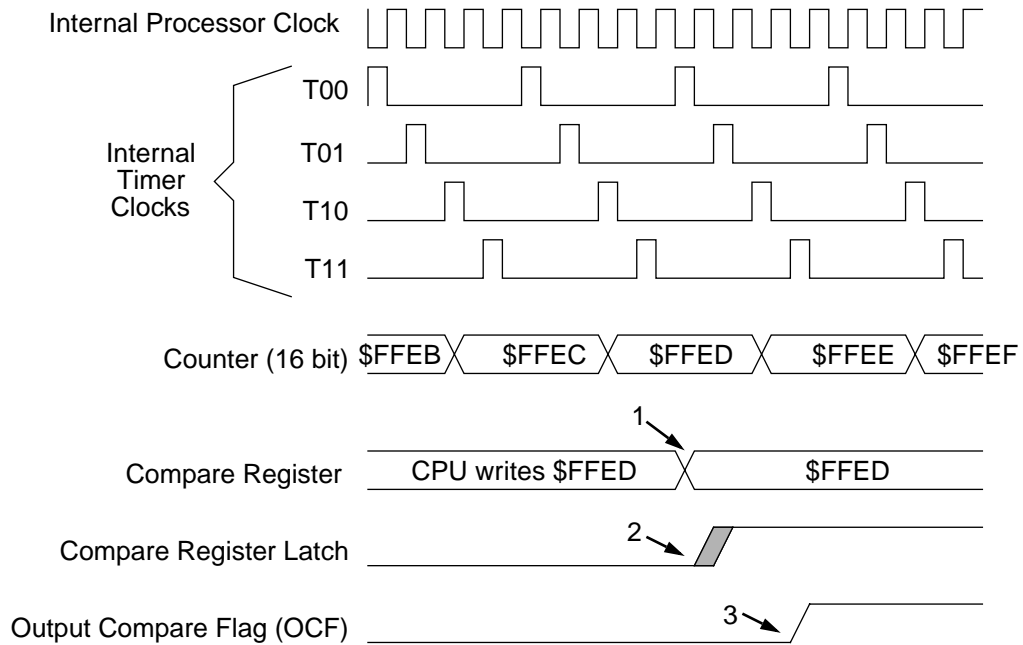 Internal Processor Clock
T00
T01
Internal
Timer
Clocks
T10
T11
Counter (16 bit) $FFEB $FFEC $FFED $FFEE $FFEF
1
Compare Register CPU writes $FFED $FFED
2
Compare Register Latch
3
Output Compare Flag (OCF)